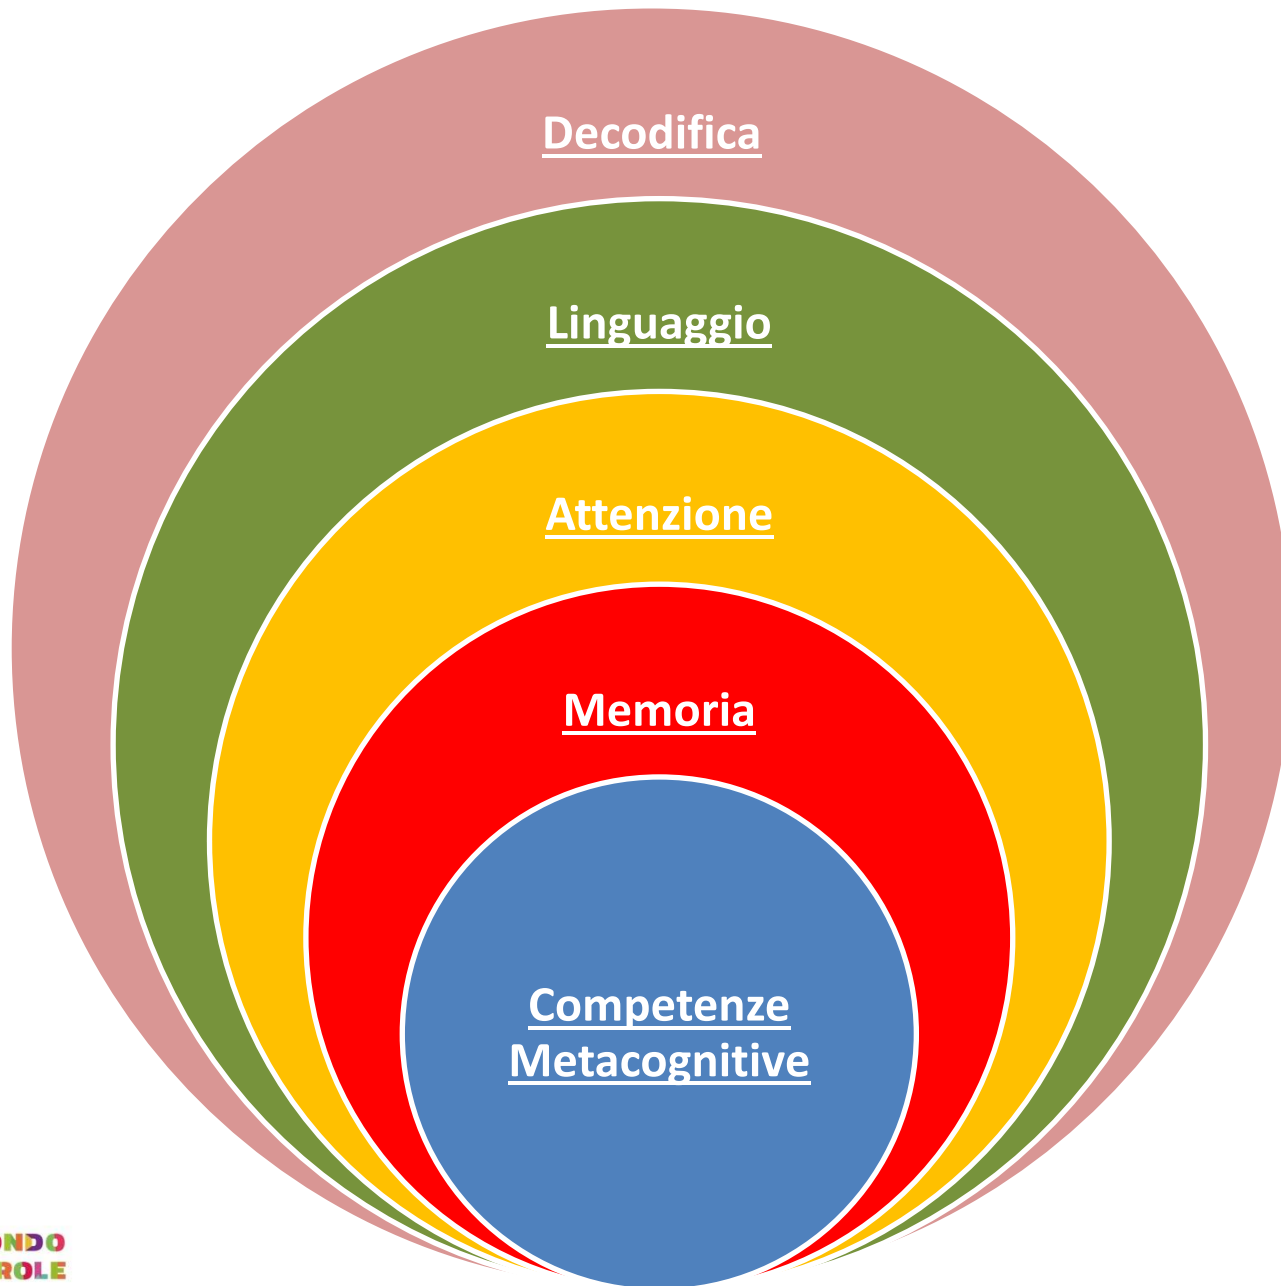 Decodifica
Linguaggio
Attenzione
Memoria
Competenze
Metacognitive